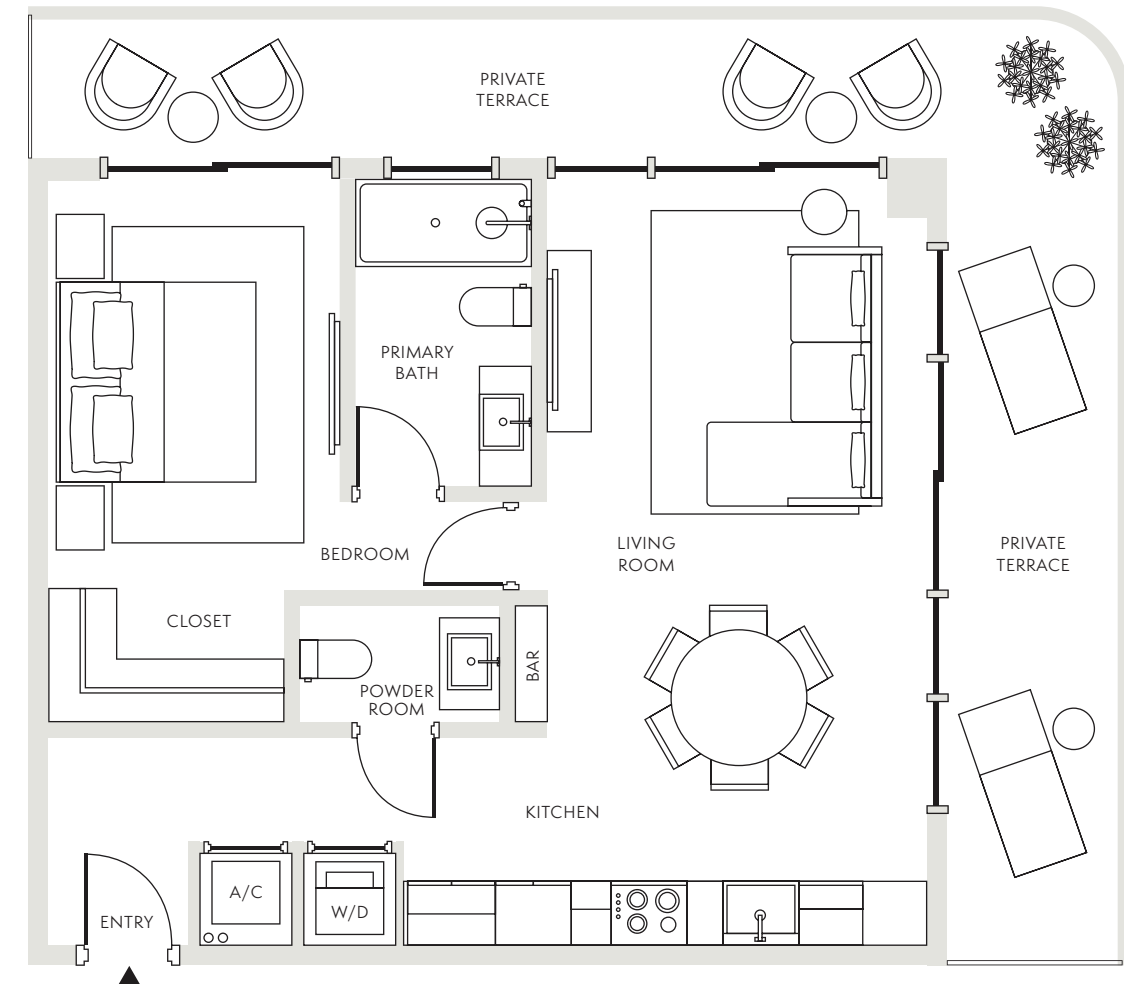 PRIVATE
TERRACE
PRIMARY
BATH
BEDROOM
LIVING
ROOM
PRIVATE
TERRACE
CLOSET
BAR
POWDER
ROOM
KITCHEN
A/C
W/D
ENTRY